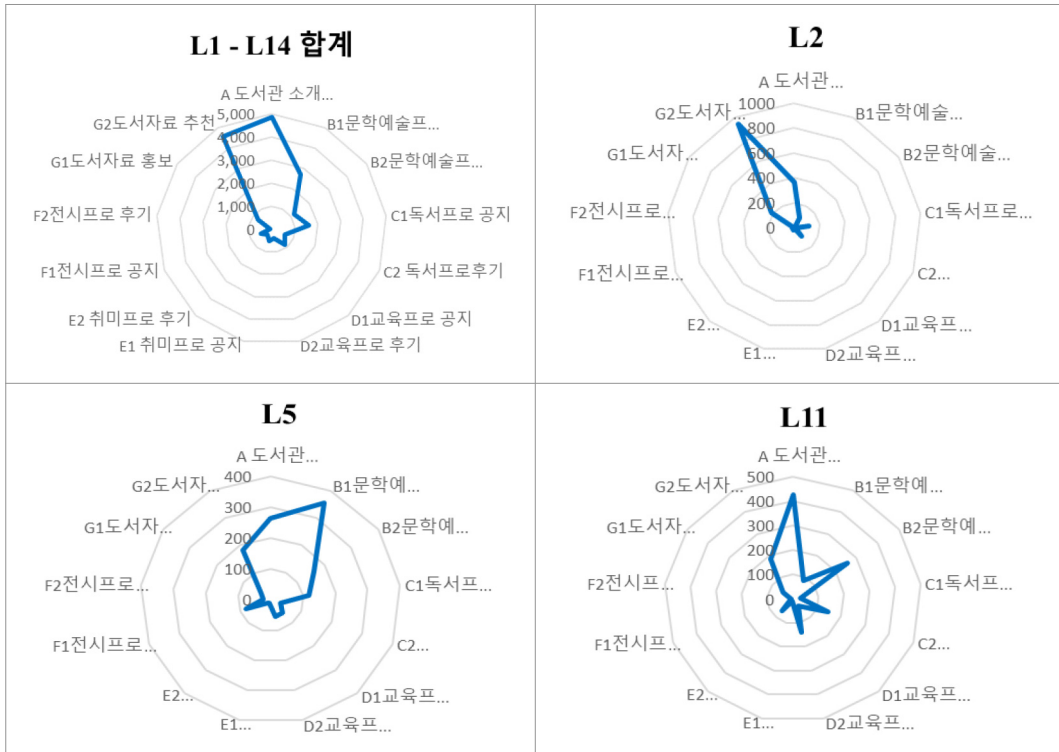 L1 - L14 합계
A 도서관 소개...
5,000
G2도서자료 추천
B1문학예술프...
4,000
G1도서자료 홍보
3,000
B2문학예술프...
2,000
F2전시프로 후기
1,000
C1독서프로 공지
0
F1전시프로 공지
C2 독서프로후기
E2 취미프로 후기
D1교육프로 공지
E1 취미프로 공지
D2교육프로 후기
L2
A 도서관...
1000
G2도서자...
B1문학예술...
800
G1도서자...
600
B2문학예술...
400
F2전시프로...
200
C1독서프로...
0
F1전시프로...
C2...
E2...
D1교육프...
E1...
D2교육프...
L5
A 도서관...
400
G2도서자...
B1문학예...
300
G1도서자...
B2문학예...
200
F2전시프로...
100
C1독서프...
0
F1전시프로...
C2...
E2...
D1교육프...
E1...
D2교육프...
L11
A 도서관...
500
G2도서자...
B1문학예...
400
G1도서자...
300
B2문학예...
200
F2전시프...
100
C1독서프...
0
F1전시프...
C2...
E2...
D1교육프...
E1...
D2교육프...